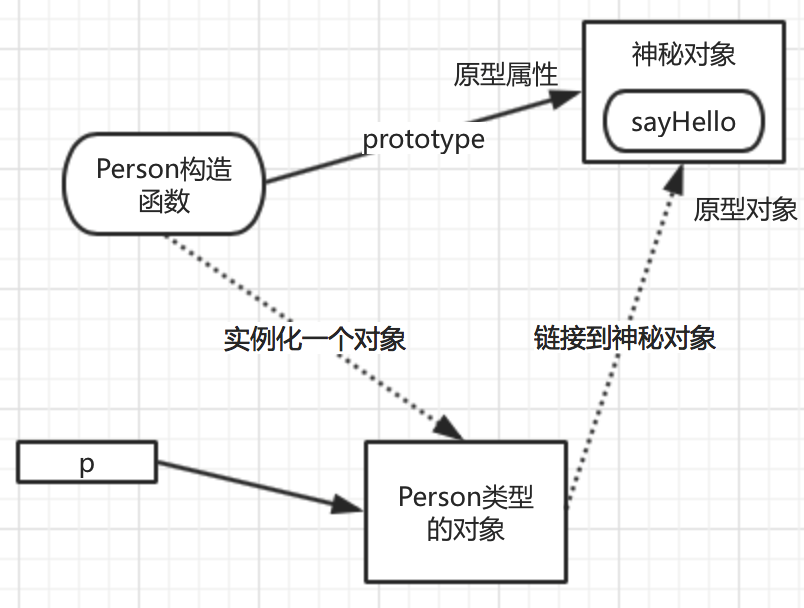 神秘对象
原型属性
sayHello
prototype
Person构造
函数
原型对象
实例化一个对象
链接到神秘对象
p
Person类型
的对象